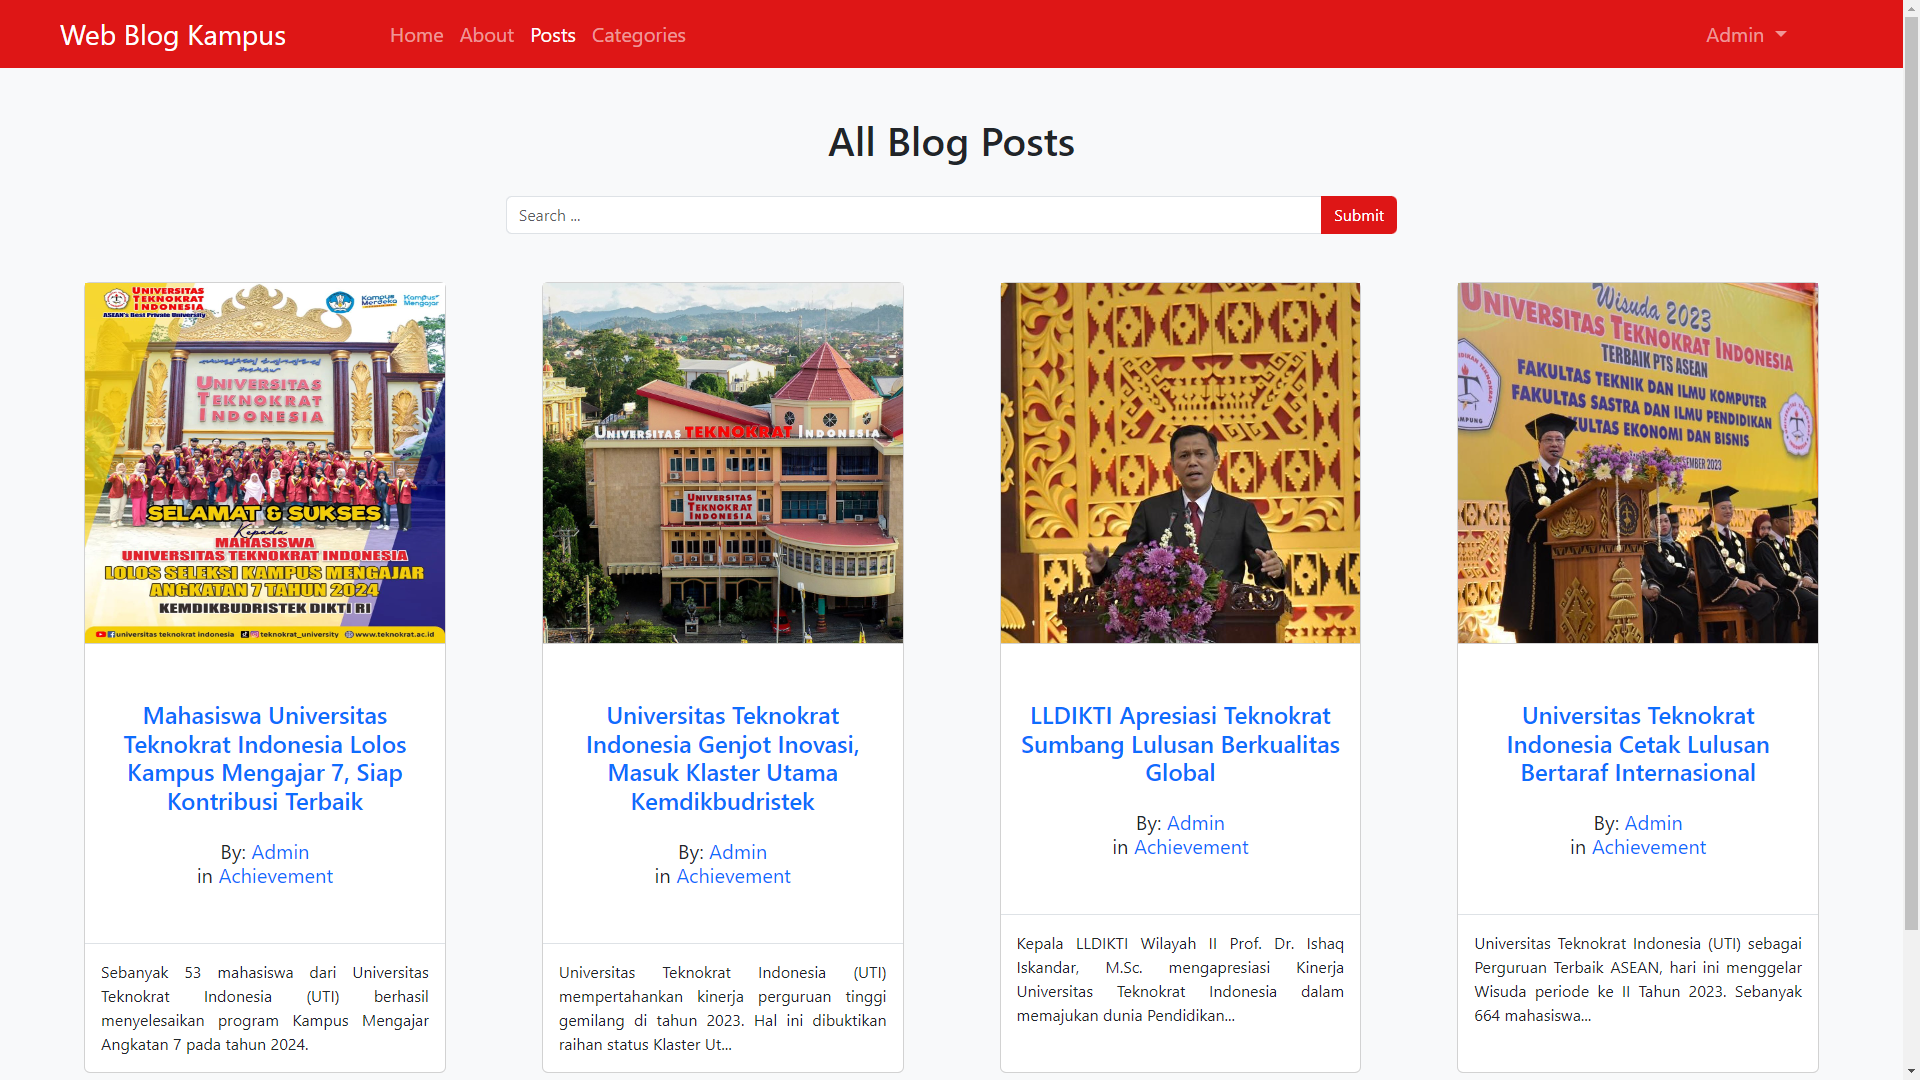 Web Blog Kampus
Home
About
Posts
Categories
Admin
All Blog Posts
Search ...
Submit
UNIVERSITAS
TEKNOKRAT
INDONESIA
ASEAN's Best Private University
Kampus
Merdeka
Kampus
Mengajar
UNIVERSITAS
TEKNOKRAT
INDONESIA
SELAMAT & SUKSES
Kepada
MAHASISWA
UNIVERSITAS TEKNOKRAT INDONESIA
LOLOS SELEKSI KAMPUS MENGAJAR
ANGKATAN 7 TAHUN 2024
KEMDIKBUDRISTEK DIKTI RI
universitas teknokrat indonesia
teknokrat_university
www.teknokrat.ac.id
UNIVERSITAS TEKNOKRAT INDONESIA
UNIVERSITAS
TEKNOKRAT
INDONESIA
Wisuda 2023
UNIVERSITAS TEKNOKRAT INDONESIA
TERBAIK PTS ASEAN
FAKULTAS TEKNIK DAN ILMU KOMPUTER
FAKULTAS SASTRA DAN ILMU PENDIDIKAN
KULTAS EKONOMI DAN BISNIS
EMBER 2023
Mahasiswa Universitas
Teknokrat Indonesia Lolos
Kampus Mengajar 7, Siap
Kontribusi Terbaik
By: Admin
in Achievement
Sebanyak 53 mahasiswa dari Universitas
Teknokrat Indonesia (UTI) berhasil
menyelesaikan program Kampus Mengajar
Angkatan 7 pada tahun 2024.
Universitas Teknokrat
Indonesia Genjot Inovasi,
Masuk Klaster Utama
Kemdikbudristek
By: Admin
in Achievement
Universitas Teknokrat Indonesia (UTI)
mempertahankan kinerja perguruan tinggi
gemilang di tahun 2023. Hal ini dibuktikan
raihan status Klaster Ut...
LLDIKTI Apresiasi Teknokrat
Sumbang Lulusan Berkualitas
Global
By: Admin
in Achievement
Kepala LLDIKTI Wilayah II Prof. Dr. Ishaq
Iskandar, M.Sc. mengapresiasi Kinerja
Universitas Teknokrat Indonesia dalam
memajukan dunia Pendidikan...
Universitas Teknokrat
Indonesia Cetak Lulusan
Bertaraf Internasional
By: Admin
in Achievement
Universitas Teknokrat Indonesia (UTI) sebagai
Perguruan Terbaik ASEAN, hari ini menggelar
Wisuda periode ke II Tahun 2023. Sebanyak
664 mahasiswa...